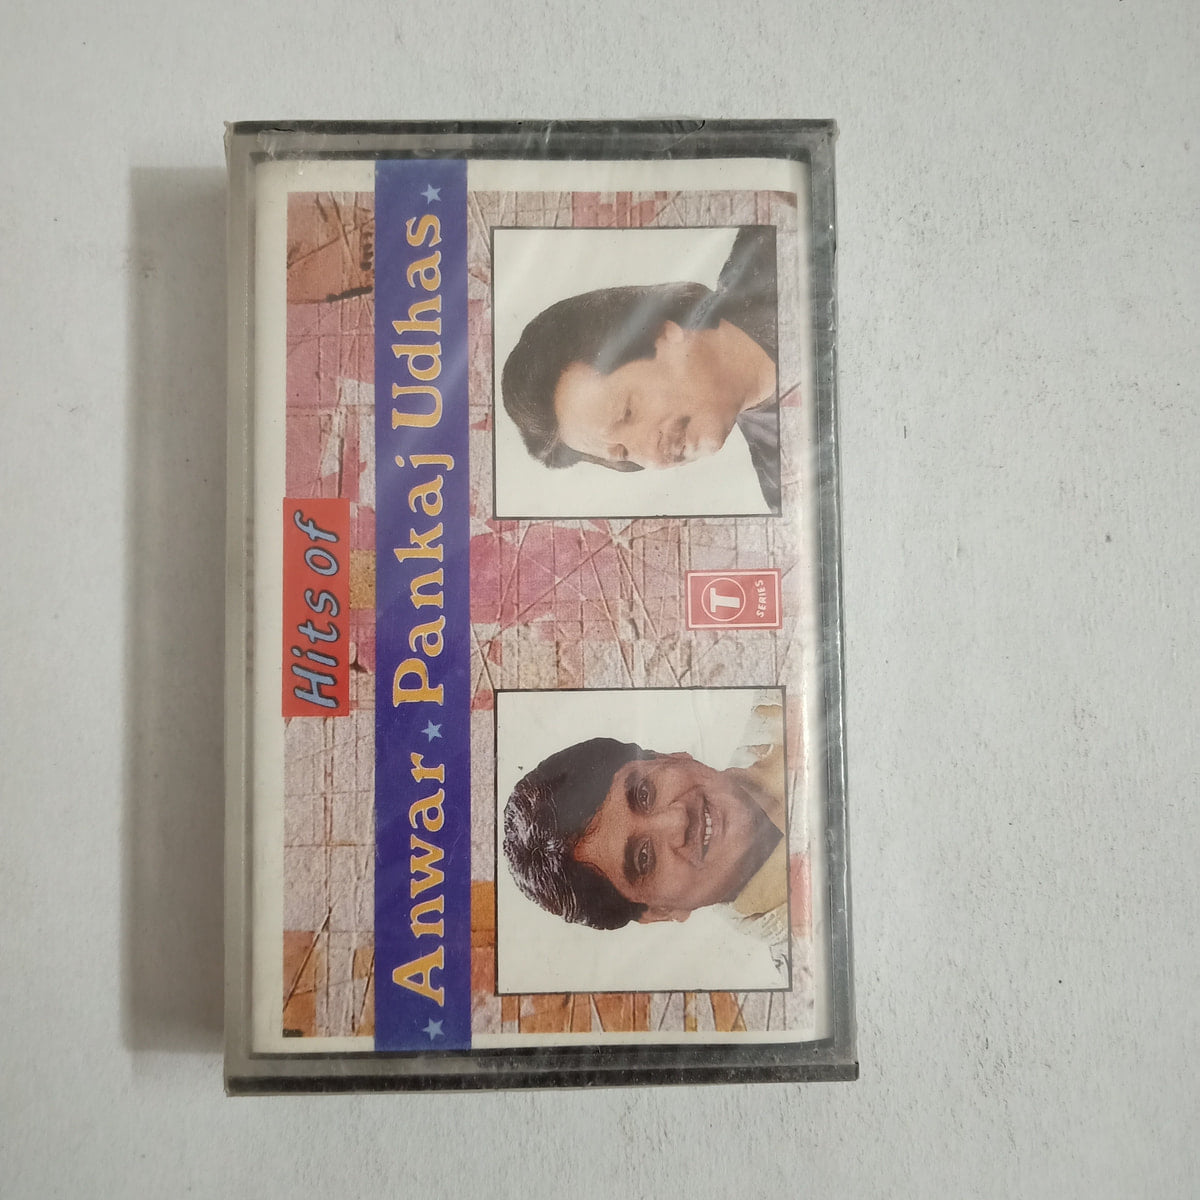 Hits of
Anwar Pankaj Udhas
T
SERIES